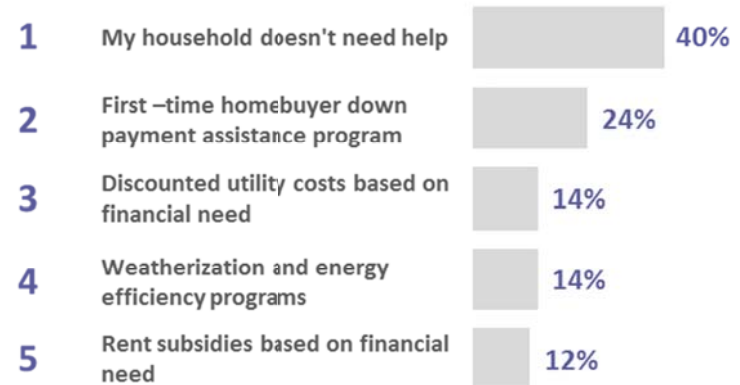 1 My household doesn't need help 40%
First –time homebuyer down
2 24%
payment assistance program
Discounted utility costs based on
3 14%
financial need
Weatherization and energy
4 14%
efficiency programs
Rent subsidies based on financial
5 12%
need